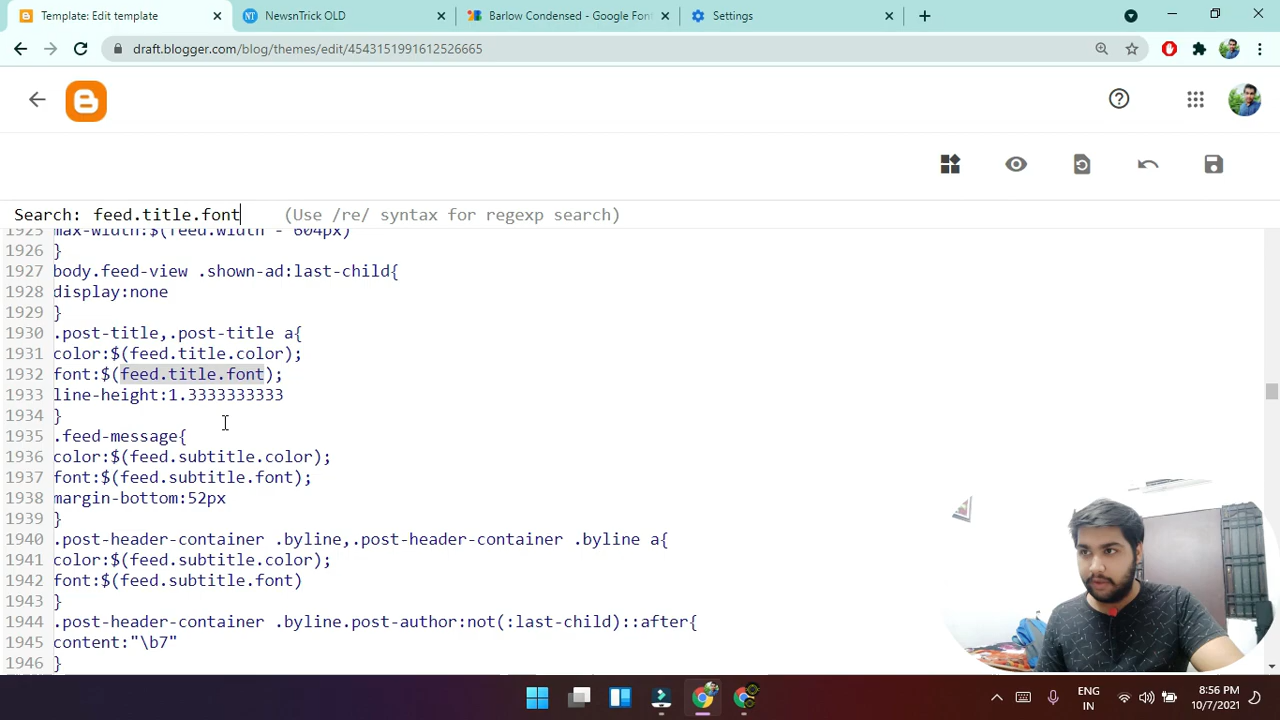 Template: Edit template
NewsnTrick OLD
Barlow Condensed - Google Fon
Settings
draft.blogger.com/blog/themes/edit/4543151991612526665
Search: feed.title.font (Use /re/ syntax for regexp search)
1925 max-width:$(feed.width - 604px)
1926 }
1927 body.feed-view .shown-ad:last-child{
1928 display:none
1929 }
1930 .post-title,.post-title a{
1931 color:$(feed.title.color);
1932 font:$(feed.title.font);
1933 line-height:1.3333333333
1934 }
1935 .feed-message{
1936 color:$(feed.subtitle.color);
1937 font:$(feed.subtitle.font);
1938 margin-bottom:52px
1939 }
1940 .post-header-container .byline,.post-header-container .byline a{
1941 color:$(feed.subtitle.color);
1942 font:$(feed.subtitle.font)
1943 }
1944 .post-header-container .byline.post-author:not(:last-child)::after{
1945 content:"\b7"
1946 }
ENG
IN
8:56 PM
10/7/2021